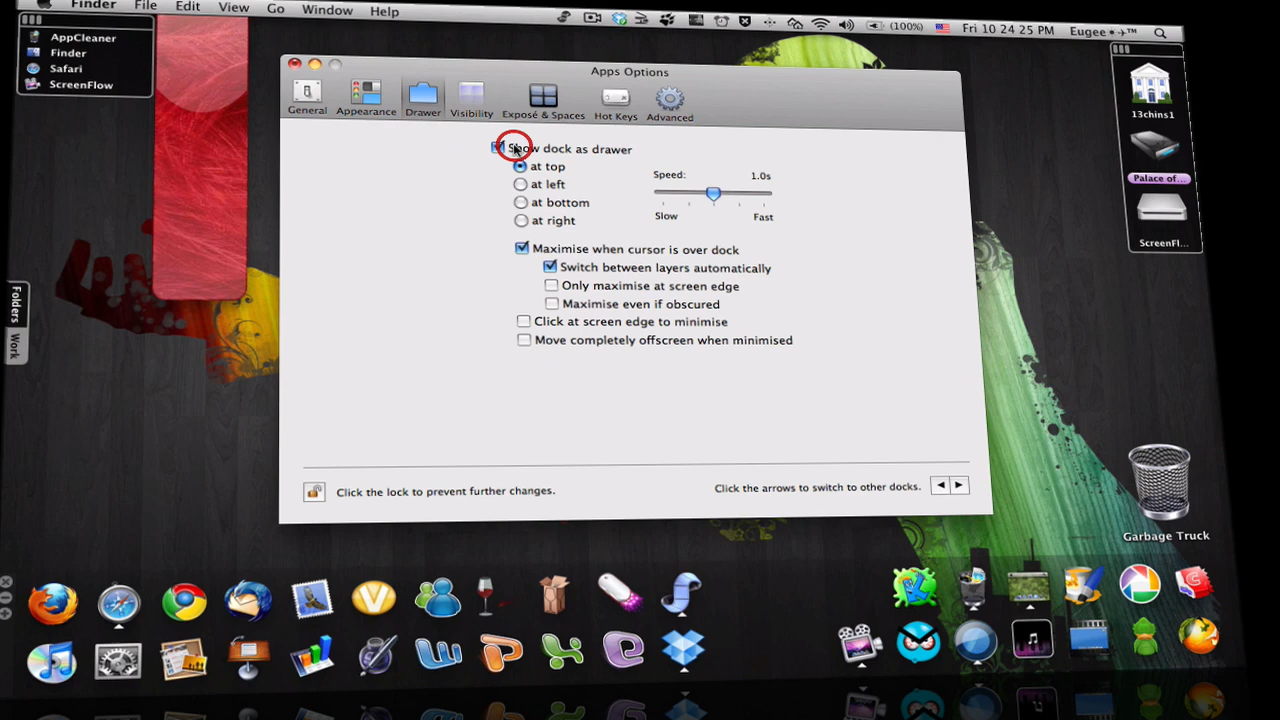 Finder File Edit View Go Window Help
(100%) Fri 10 24 25 PM Eugee
AppCleaner
Finder
Safari
ScreenFlow
Apps Options
General Appearance Drawer Visibility Exposé & Spaces Hot Keys Advanced
Show dock as drawer
at top
at left
at bottom
at right
Speed: 1.0s
Slow Fast
Maximise when cursor is over dock
Switch between layers automatically
Only maximise at screen edge
Maximise even if obscured
Click at screen edge to minimise
Move completely offscreen when minimised
Click the lock to prevent further changes.
Click the arrows to switch to other docks.
Folders
Work
13chins1
Palace of...
ScreenFl...
Garbage Truck